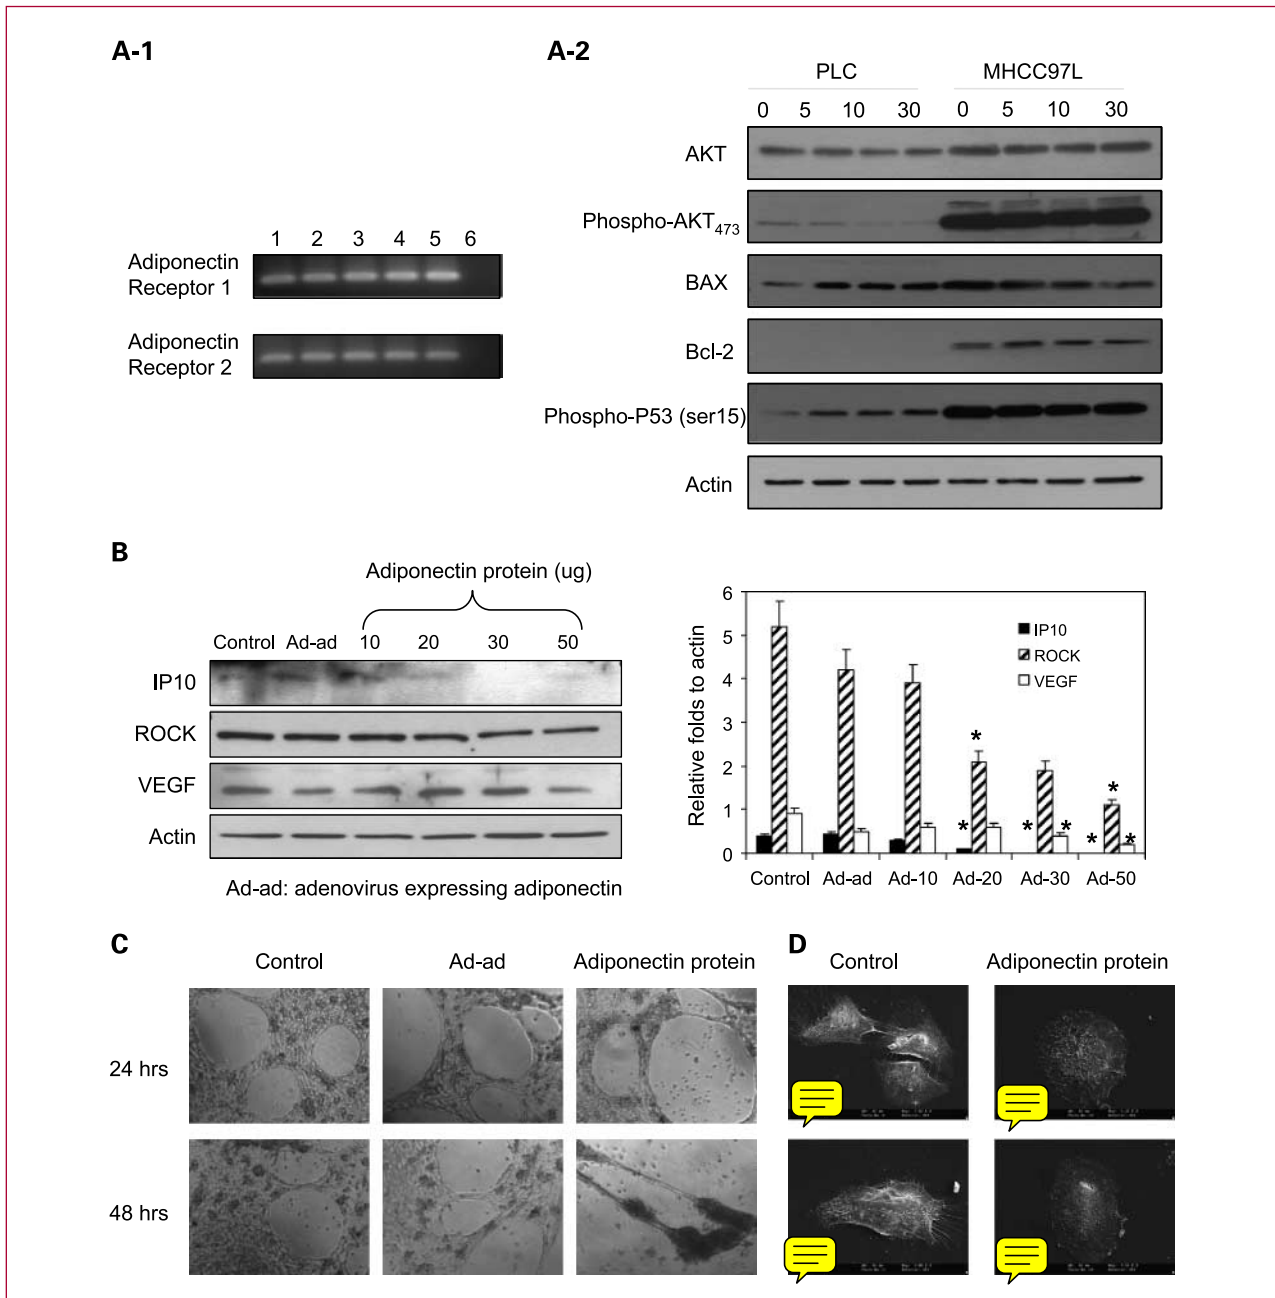 A-1
1 2 3 4 5 6
Adiponectin
Receptor 1
Adiponectin
Receptor 2
A-2
PLC MHCC97L
0 5 10 30 0 5 10 30
AKT
Phospho-AKT473
BAX
Bcl-2
Phospho-P53 (ser15)
Actin
B
Adiponectin protein (ug)
Control Ad-ad 10 20 30 50
IP10
ROCK
VEGF
Actin
Ad-ad: adenovirus expressing adiponectin
Relative folds to actin
6
5
4
3
2
1
0
IP10
ROCK
VEGF
*
* * * * * *
Control Ad-ad Ad-10 Ad-20 Ad-30 Ad-50
C
Control Ad-ad Adiponectin protein
24 hrs
48 hrs
D
Control Adiponectin protein